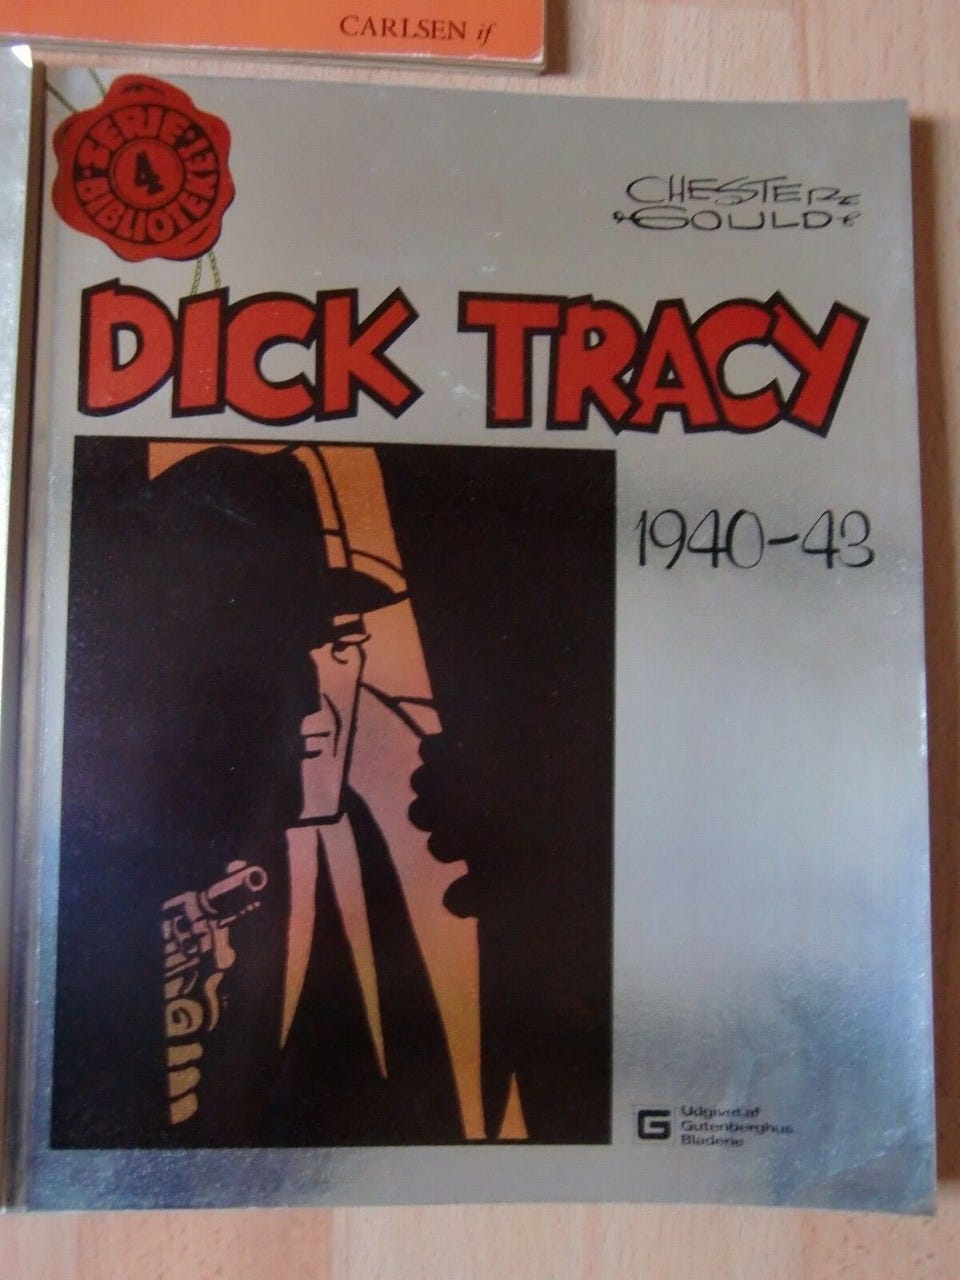 CARLSEN if
SERIE
4
BIBLIOTEKET
CHESTER
GOULD
DICK TRACY
1940-43
G
Udgivet af
Gutenberghus
Bladene